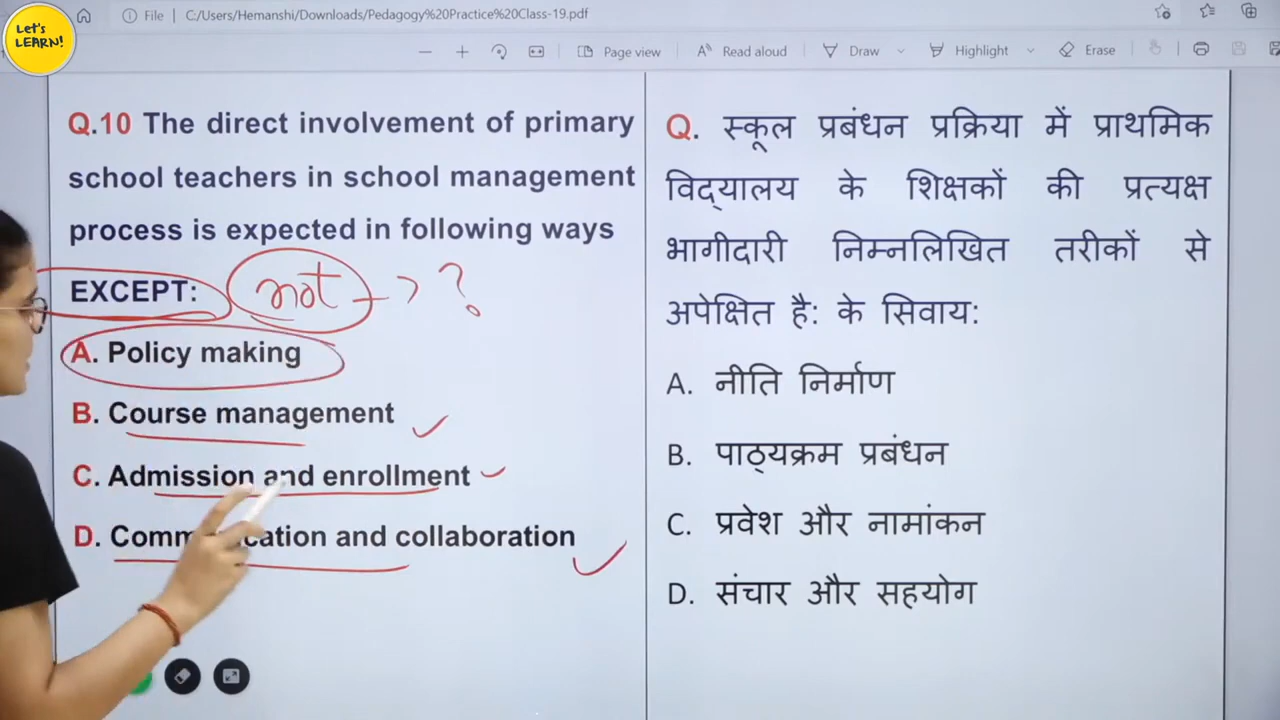 Let's
LEARN!
File C:/Users/Hemanshi/Downloads/Pedagogy%20Practice%20Class-19.pdf
Page view
Read aloud
Draw
Highlight
Erase
Q.10 The direct involvement of primary
school teachers in school management
process is expected in following ways
EXCEPT: not -> ?
A. Policy making
B. Course management
C. Admission and enrollment
D. and collaboration
Q. स्कूल प्रबंधन प्रक्रिया में प्राथमिक
विद्यालय के शिक्षकों की प्रत्यक्ष
भागीदारी निम्नलिखित तरीकों से
अपेक्षित है: के सिवाय:
A. नीति निर्माण
B. पाठ्यक्रम प्रबंधन
C. प्रवेश और नामांकन
D. संचार और सहयोग